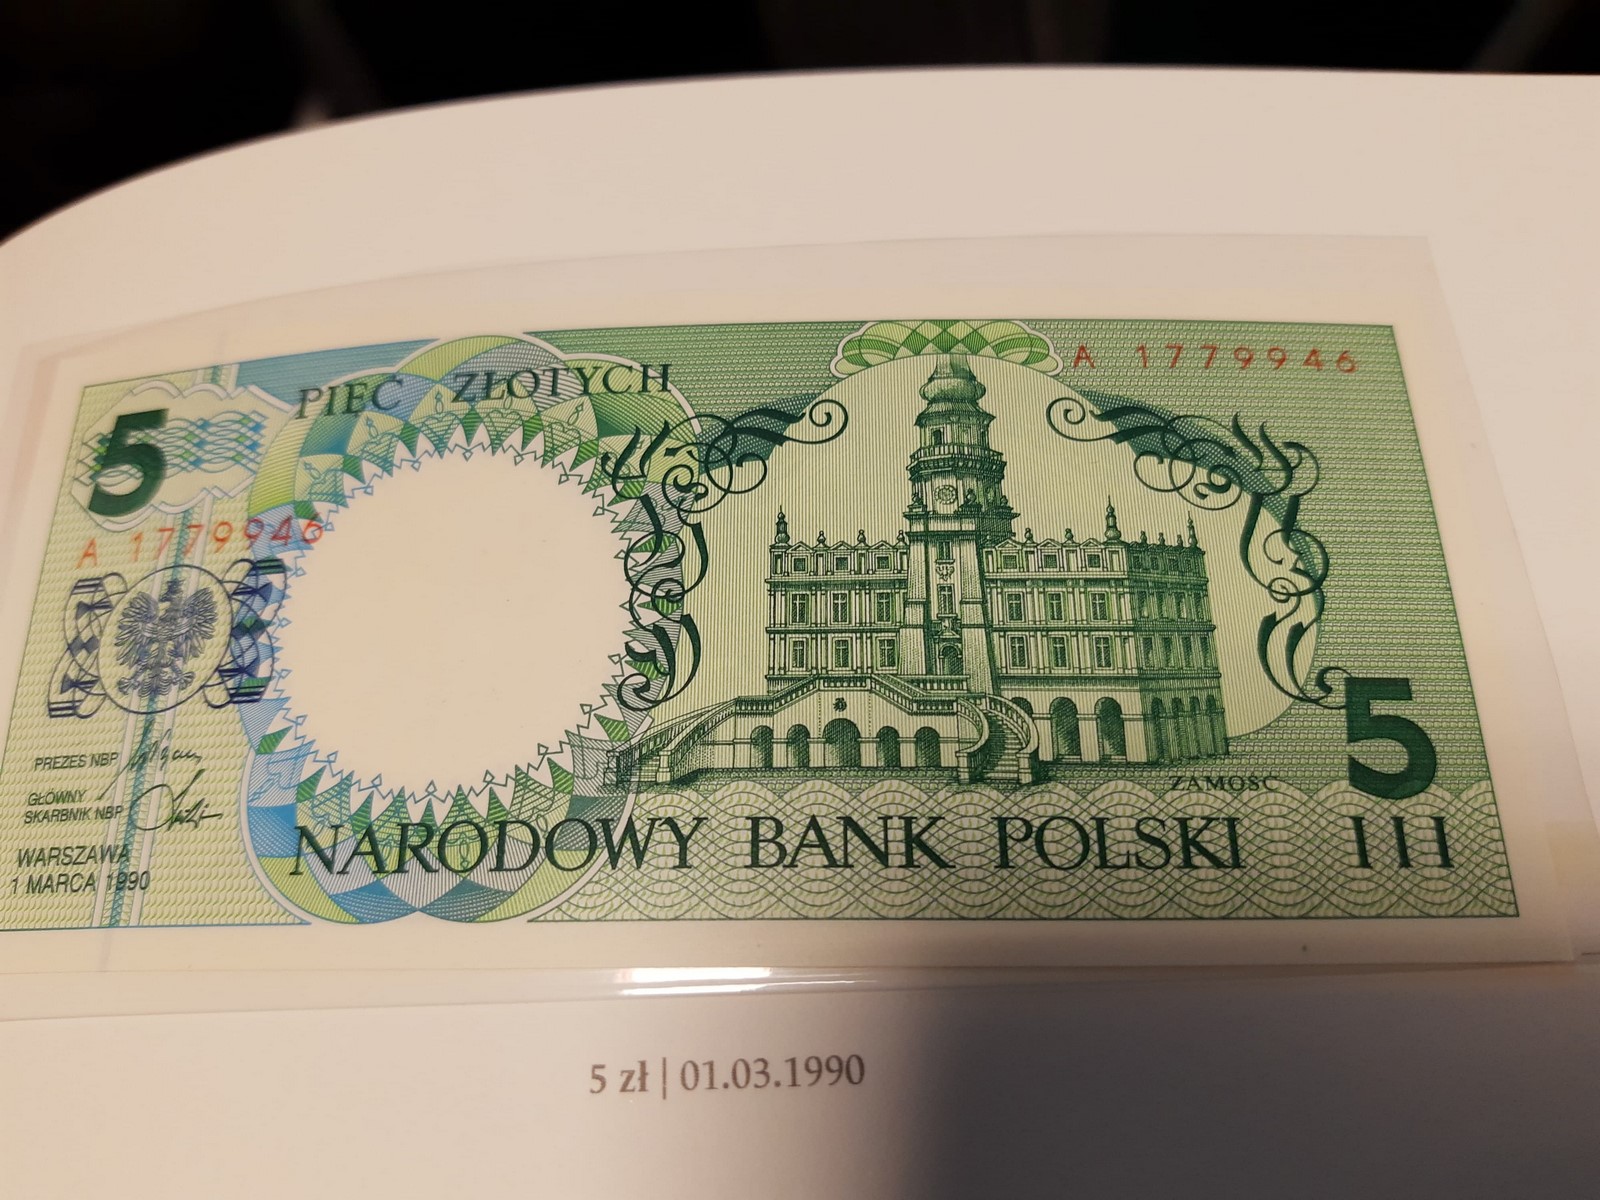 5
PIĘĆ ZŁOTYCH
A 1779946
A 1779946
PREZES NBP
GŁÓWNY
SKARBNIK NBP
WARSZAWA
1 MARCA 1990
ZAMOŚĆ
5
NARODOWY BANK POLSKI
5 zł | 01.03.1990